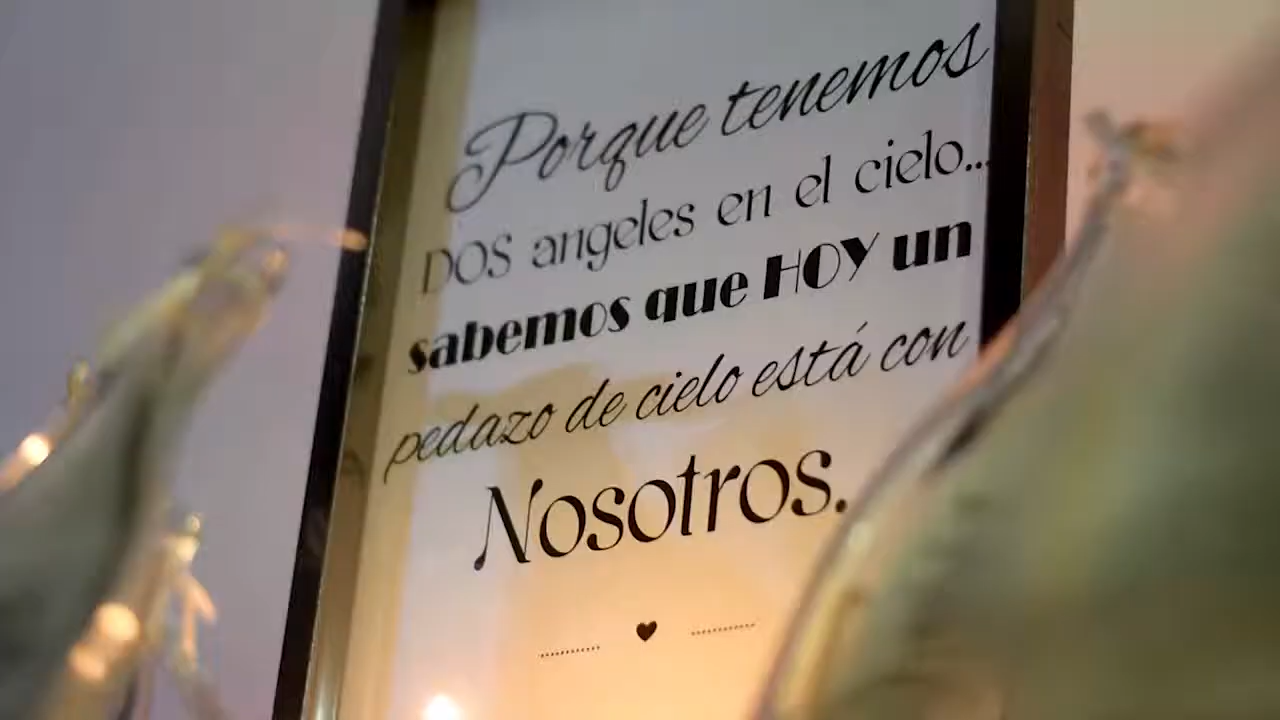 Porque tenemos
DOS angeles en el cielo...
sabemos que HOY un
pedazo de cielo está con
Nosotros.